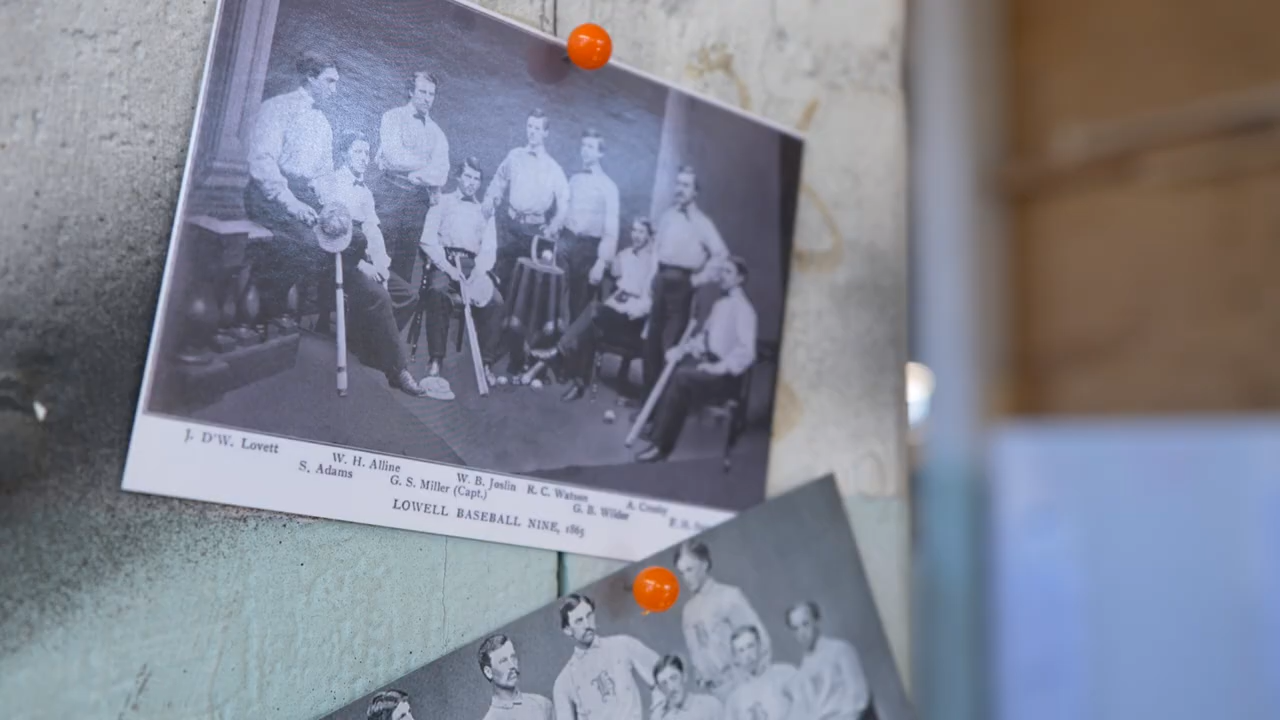 J. D'W. Lovett
W. H. Alline
W. B. Joslin
R. C. Watson
A. Crosby
S. Adams
G. S. Miller (Capt.)
G. B. Wilder
LOWELL BASEBALL NINE, 1865